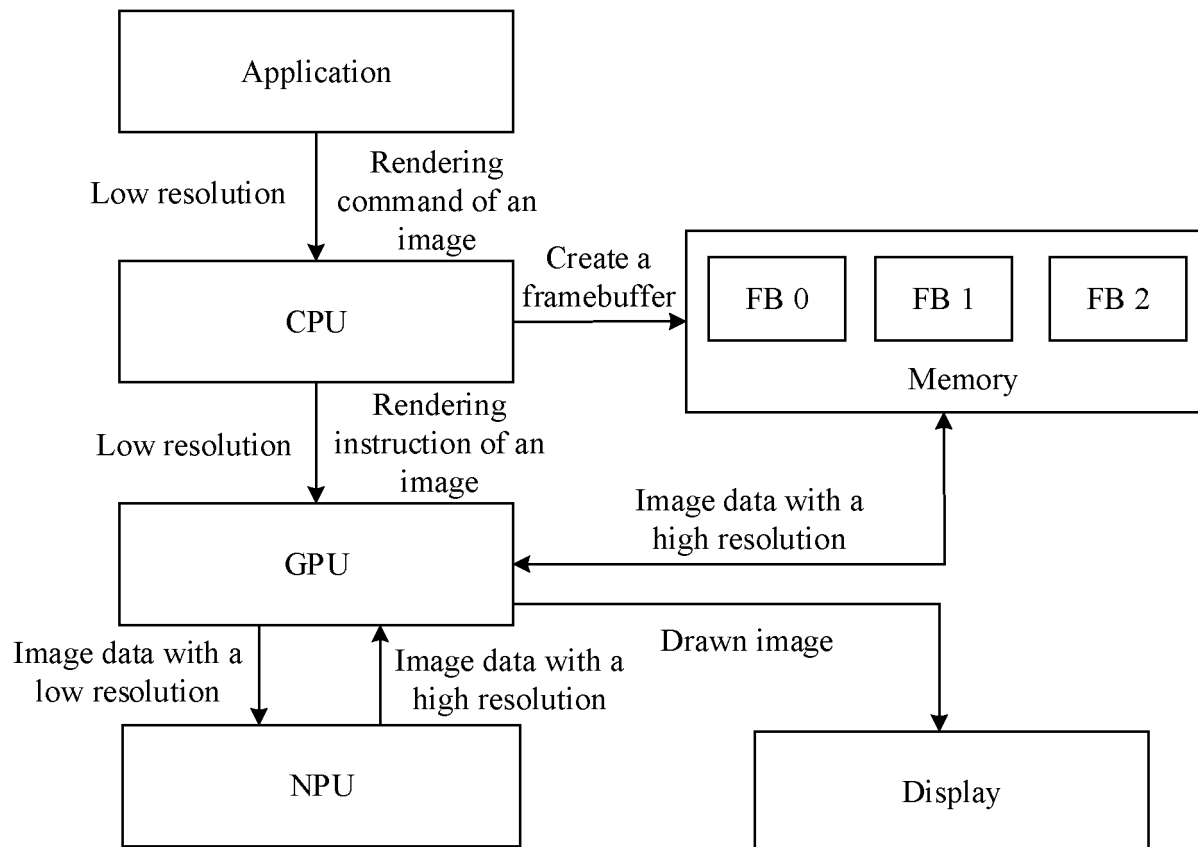 Application
Low resolution
Rendering
command of an
image
Create a
framebuffer
CPU
FB 0
FB 1
FB 2
Memory
Low resolution
Rendering
instruction of an
image
GPU
Image data with a
high resolution
Drawn image
Image data with a
low resolution
Image data with a
high resolution
NPU
Display